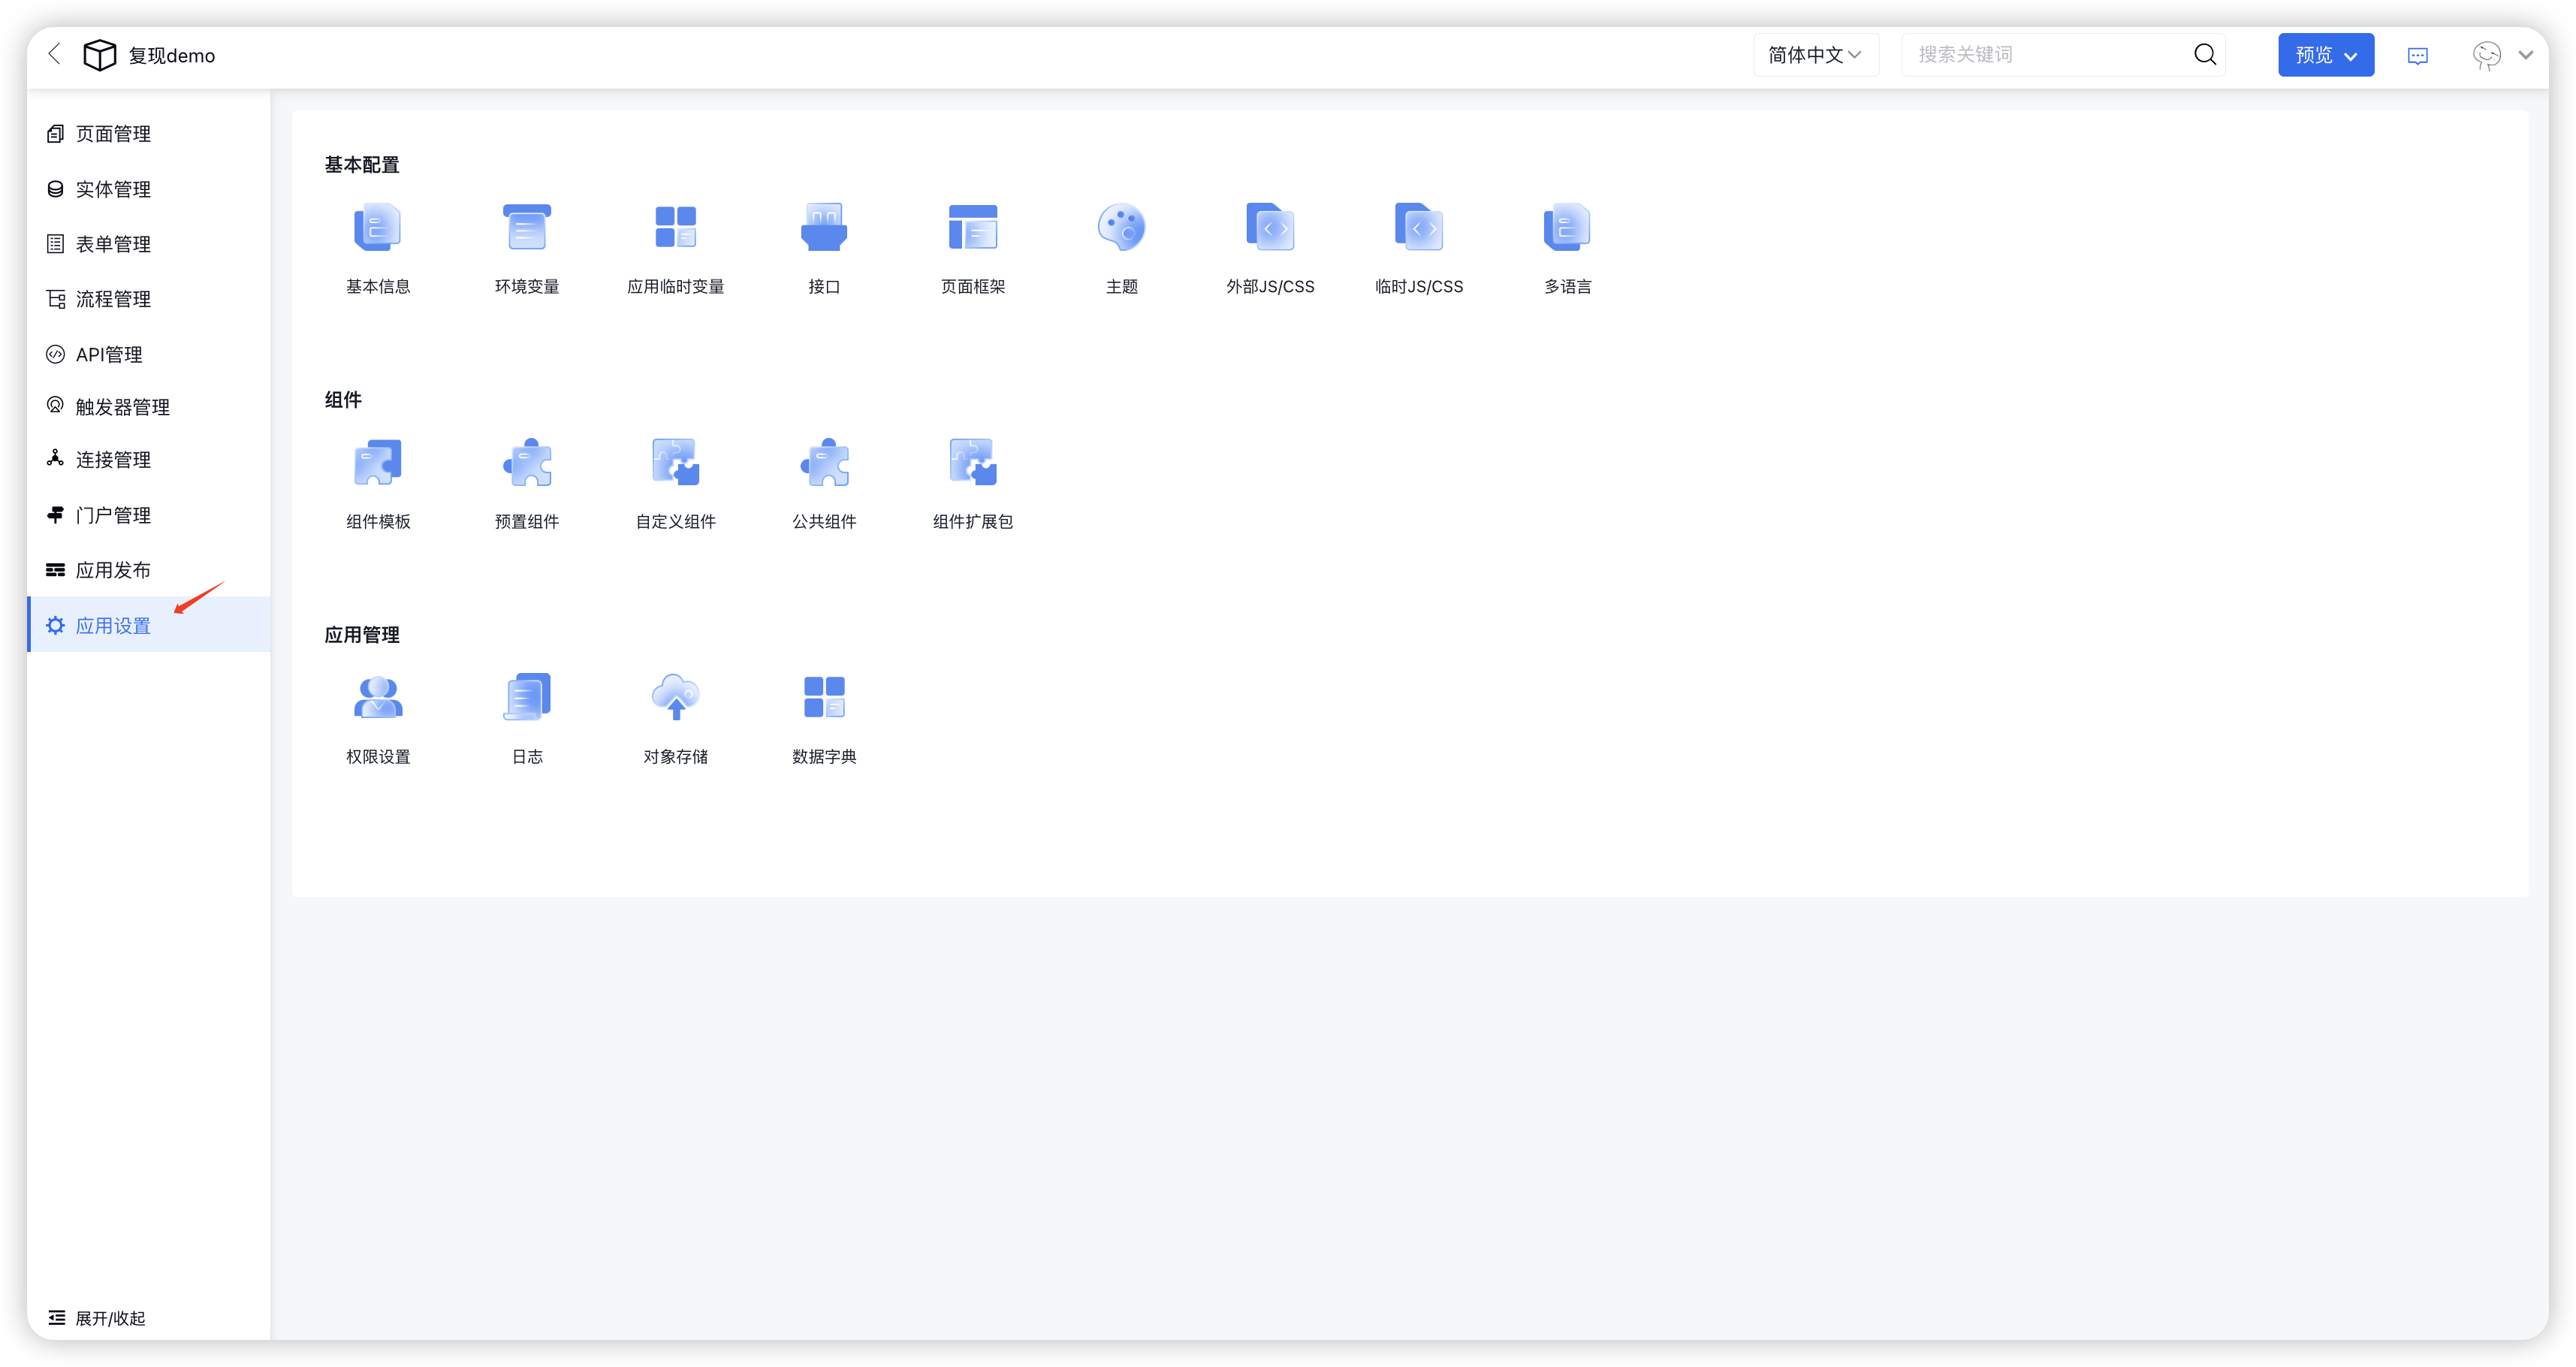 复现demo
简体中文
搜索关键词
预览
页面管理
实体管理
表单管理
流程管理
API管理
触发器管理
连接管理
门户管理
应用发布
应用设置
展开/收起
基本配置
基本信息
环境变量
应用临时变量
接口
页面框架
主题
外部JS/CSS
临时JS/CSS
多语言
组件
组件模板
预置组件
自定义组件
公共组件
组件扩展包
应用管理
权限设置
日志
对象存储
数据字典